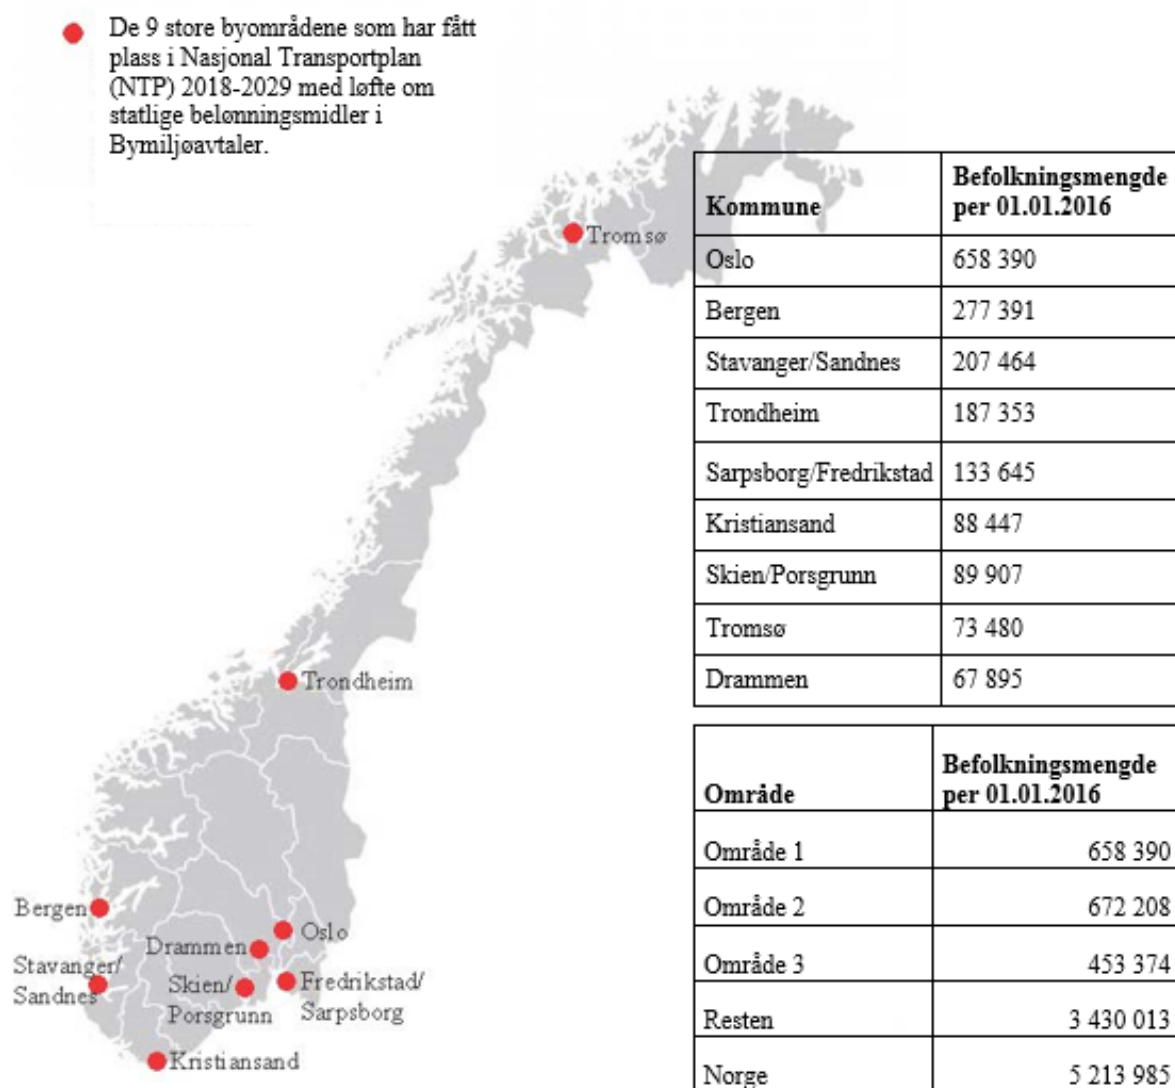 De 9 store byområdene som har fått
plass i Nasjonal Transportplan
(NTP) 2018-2029 med løfte om
statlige belønningsmidler i
Bymiljøavtaler.
Tromsø
Trondheim
Bergen
Oslo
Drammen
Stavanger/
Sandnes
Skien/
Porsgrunn
Fredrikstad/
Sarpsborg
Kristiansand
Kommune Befolkningsmengde
per 01.01.2016
Oslo 658 390
Bergen 277 391
Stavanger/Sandnes 207 464
Trondheim 187 353
Sarpsborg/Fredrikstad 133 645
Kristiansand 88 447
Skien/Porsgrunn 89 907
Tromsø 73 480
Drammen 67 895
Område Befolkningsmengde
per 01.01.2016
Område 1 658 390
Område 2 672 208
Område 3 453 374
Resten 3 430 013
Norge 5 213 985